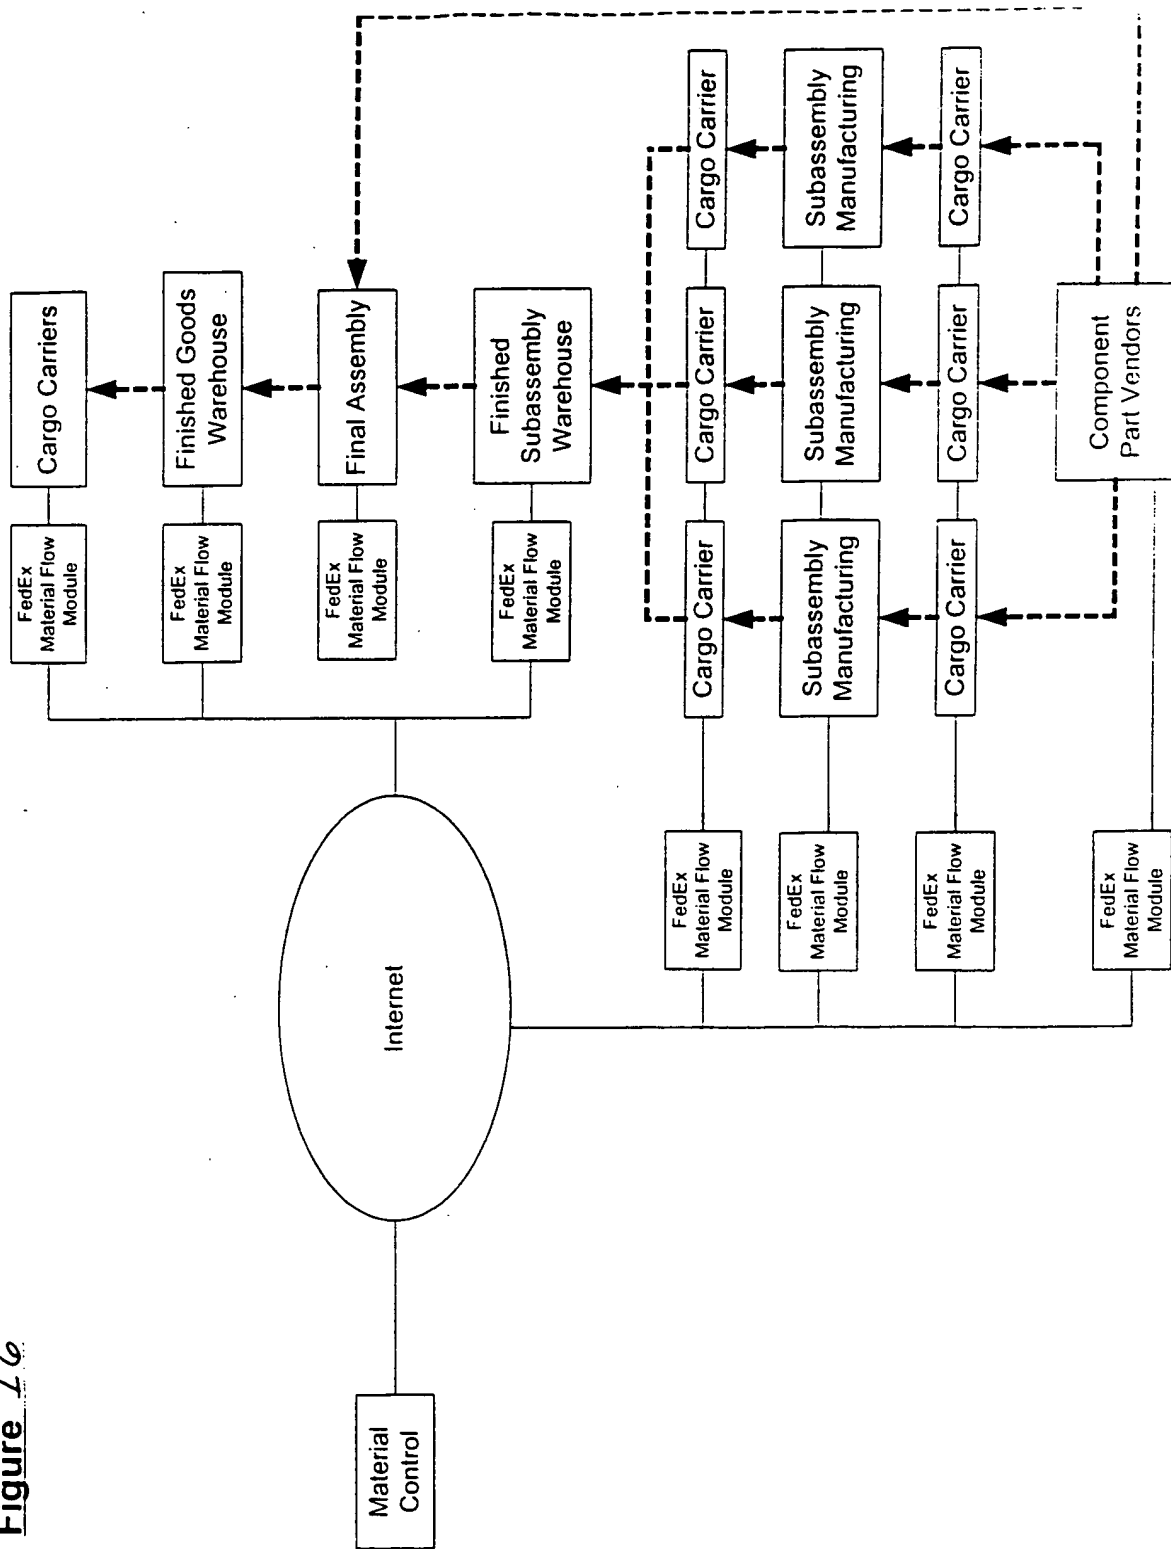 Figure 26
Cargo Carriers
Finished Goods
Warehouse
Final Assembly
Finished
Subassembly
Warehouse
FedEx
Material Flow
Module
FedEx
Material Flow
Module
FedEx
Material Flow
Module
FedEx
Material Flow
Module
Cargo Carrier
Cargo Carrier
Cargo Carrier
Subassembly
Manufacturing
Subassembly
Manufacturing
Subassembly
Manufacturing
Cargo Carrier
Cargo Carrier
Cargo Carrier
Component
Part Vendors
FedEx
Material Flow
Module
FedEx
Material Flow
Module
FedEx
Material Flow
Module
FedEx
Material Flow
Module
Internet
Material
Control